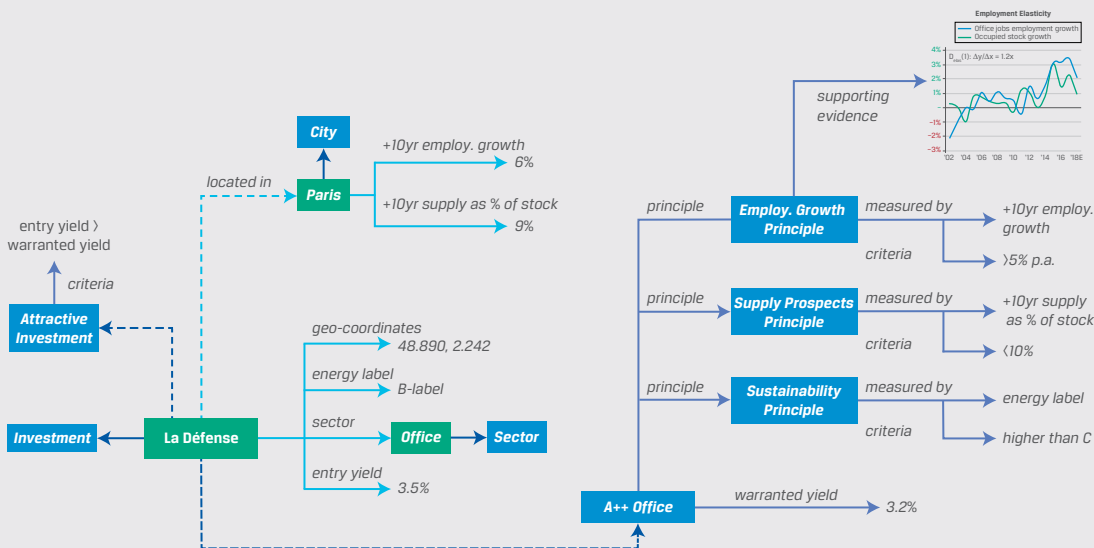 Employment Elasticity
Office jobs employment growth
Occupied stock growth
4%
3%
2%
1%
-
-1%
-2%
-3%
'02 '04 '06 '08 '10 '12 '14 '16 '18E
supporting
evidence
City
+10yr employ. growth
6%
located in
Paris
+10yr supply as % of stock
9%
entry yield >
warranted yield
criteria
Attractive
Investment
geo-coordinates
48.890, 2.242
energy label
B-label
Investment
La Défense
sector
Office
Sector
entry yield
3.5%
principle
Employ. Growth
Principle
measured by
+10yr employ.
growth
criteria
>5% p.a.
principle
Supply Prospects
Principle
measured by
+10yr supply
as % of stock
criteria
<10%
principle
Sustainability
Principle
measured by
energy label
criteria
higher than C
A++ Office
warranted yield
3.2%